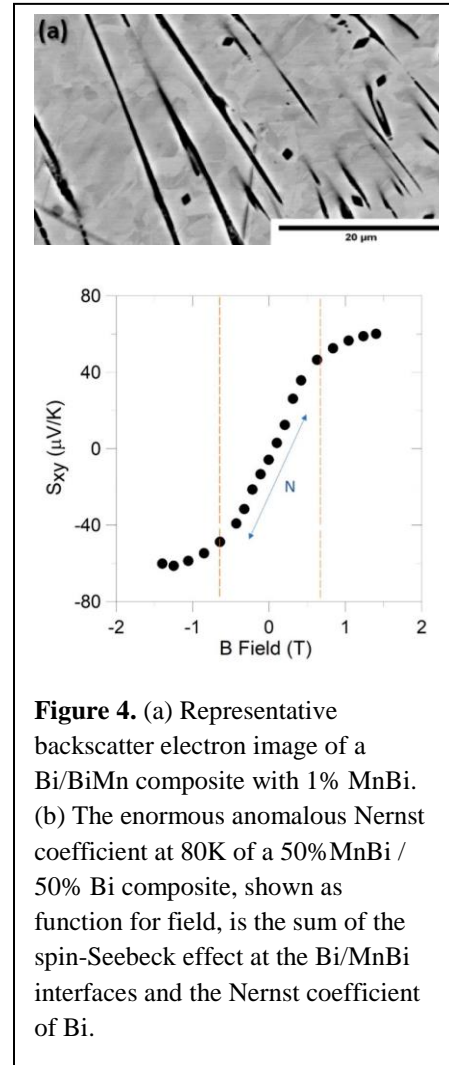 (a)
20 µm
80
40
0
-40
-80
Sxy (µV/K)
N
-2
-1
0
1
2
B Field (T)
Figure 4. (a) Representative
backscatter electron image of a
Bi/BiMn composite with 1% MnBi.
(b) The enormous anomalous Nernst
coefficient at 80K of a 50%MnBi /
50% Bi composite, shown as
function for field, is the sum of the
spin-Seebeck effect at the Bi/MnBi
interfaces and the Nernst coefficient
of Bi.